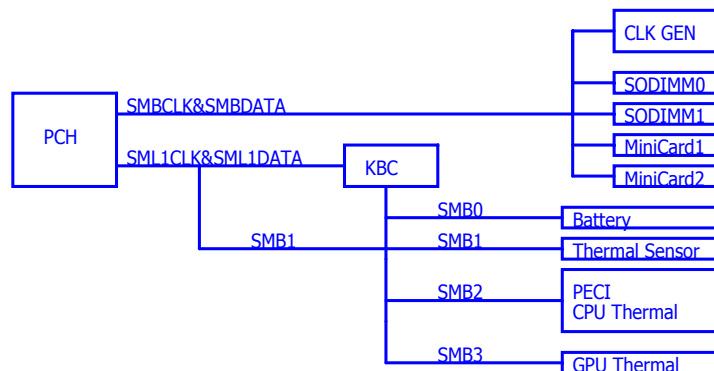 CLK GEN
SODIMM0
SMBCLK&SMBDATA
SODIMM1
PCH
MiniCard1
SML1CLK&SML1DATA
KBC
MiniCard2
SMB0
Battery
SMB1
SMB1
Thermal Sensor
SMB2
PECI
CPU Thermal
SMB3
GPU Thermal